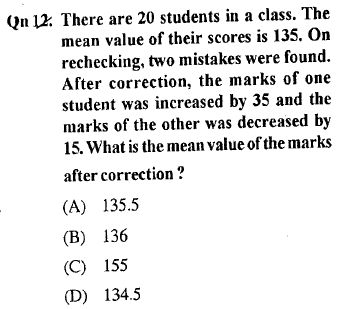 Qn 12: There are 20 students in a class. The
mean value of their scores is 135. On
rechecking, two mistakes were found.
After correction, the marks of one
student was increased by 35 and the
marks of the other was decreased by
15. What is the mean value of the marks
after correction ?
(A) 135.5
(B) 136
(C) 155
(D) 134.5